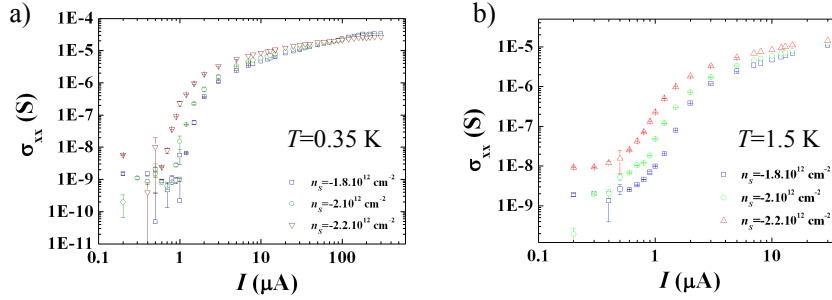 a)
σxx (S)
1E-4
1E-5
1E-6
1E-7
1E-8
1E-9
1E-10
1E-11
T=0.35 K
nS=-1.8.10^12 cm^-2
nS=-2.10^12 cm^-2
nS=-2.2.10^12 cm^-2
0.1 1 10 100
I (μA)
b)
σxx (S)
1E-5
1E-6
1E-7
1E-8
1E-9
T=1.5 K
nS=-1.8.10^12 cm^-2
nS=-2.10^12 cm^-2
nS=-2.2.10^12 cm^-2
0.1 1 10
I (μA)